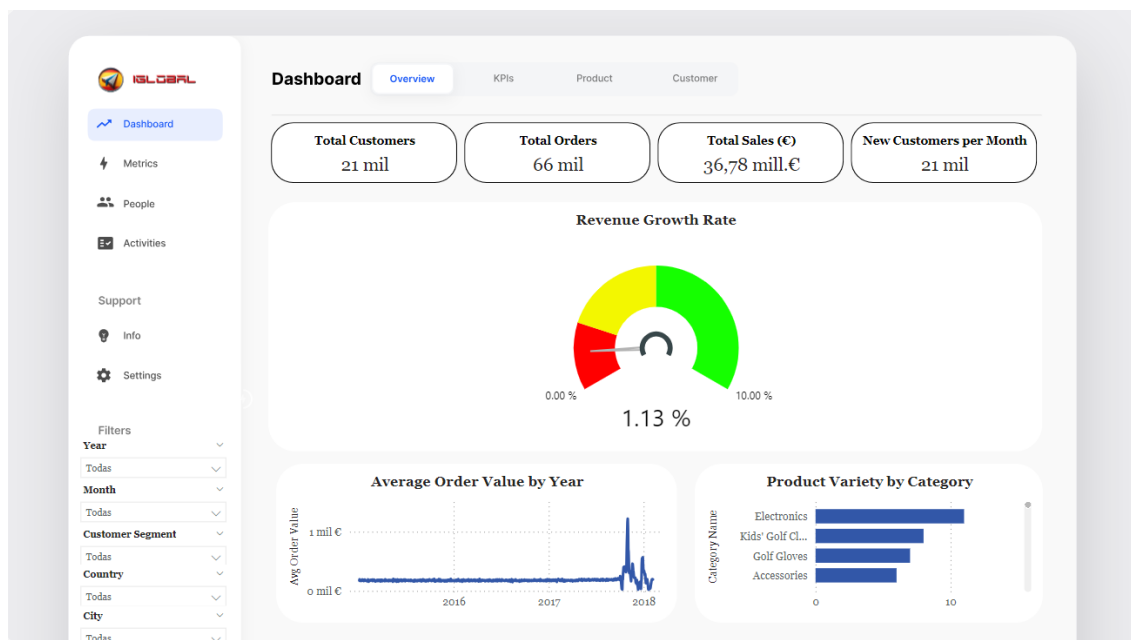 IGLOBAL
Dashboard
Metrics
People
Activities
Support
Info
Settings
Filters
Year
Todas
Month
Todas
Customer Segment
Todas
Country
Todas
City
Todas
Dashboard Overview KPIs Product Customer
Total Customers
21 mil
Total Orders
66 mil
Total Sales (€)
36,78 mill.€
New Customers per Month
21 mil
Revenue Growth Rate
0.00 % 10.00 %
1.13 %
Average Order Value by Year
Avg Order Value
1 mil €
0 mil €
2016 2017 2018
Product Variety by Category
Category Name
Electronics
Kids' Golf Cl...
Golf Gloves
Accessories
0 10